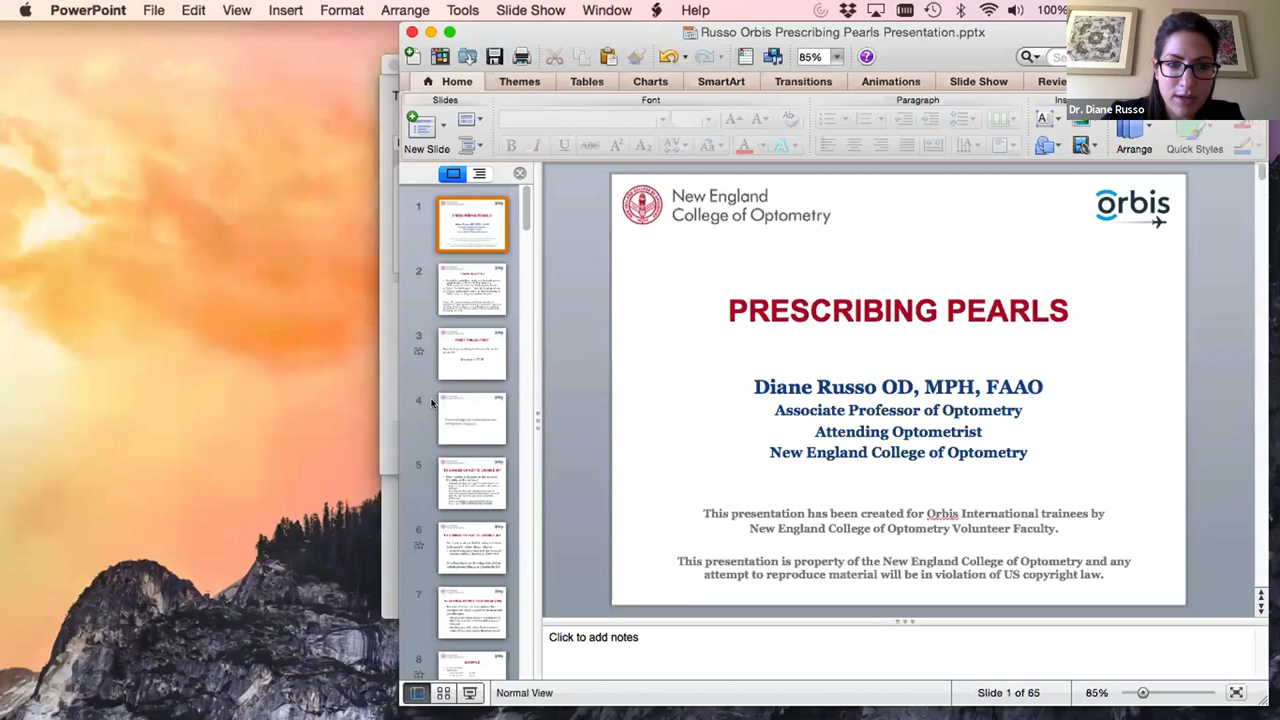 PowerPoint File Edit View Insert Format Arrange Tools Slide Show Window Help 100%
Russo Orbis Prescribing Pearls Presentation.pptx
85%
Home Themes Tables Charts SmartArt Transitions Animations Slide Show
Dr. Diane Russo
Slides Font Paragraph
New Slide
Arrange Quick Styles
1
2
3
4
5
6
7
8
New England
College of Optometry
orbis
PRESCRIBING PEARLS
Diane Russo OD, MPH, FAAO
Associate Professor of Optometry
Attending Optometrist
New England College of Optometry
This presentation has been created for Orbis International trainees by
New England College of Optometry Volunteer Faculty.
This presentation is property of the New England College of Optometry and any
attempt to reproduce material will be in violation of US copyright law.
Click to add notes
Normal View Slide 1 of 65 85%